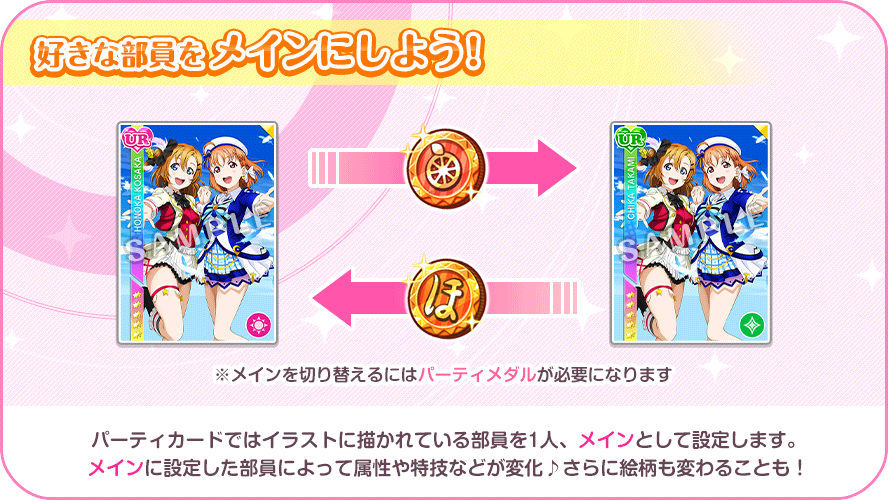 好きな部員をメインにしよう!
UR
HONOKA KOSAKA
SAMPLE
UR
CHIKA TAKAMI
SAMPLE
ほ
※メインを切り替えるにはパーティメダルが必要になります
パーティカードではイラストに描かれている部員を1人、メインとして設定します。
メインに設定した部員によって属性や特技などが変化♪さらに絵柄も変わることも！